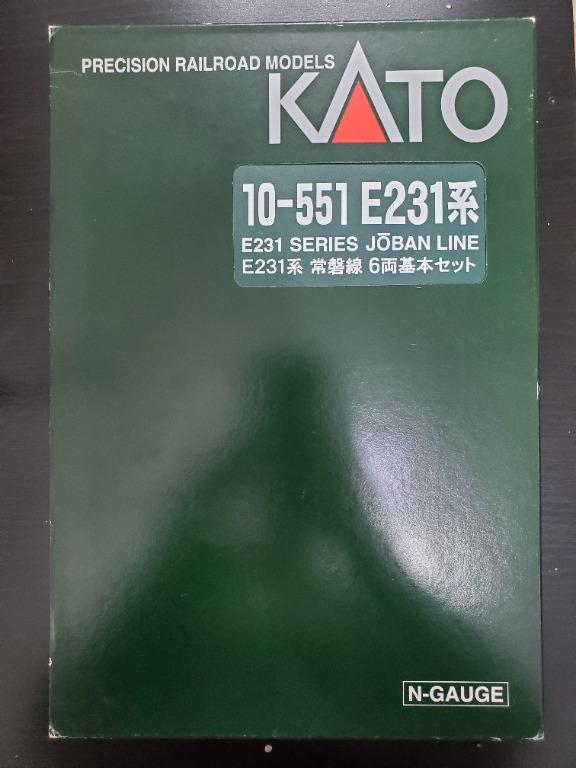 PRECISION RAILROAD MODELS
KATO
10-551 E231系
E231 SERIES JŌBAN LINE
E231系 常磐線 6両基本セット
N-GAUGE